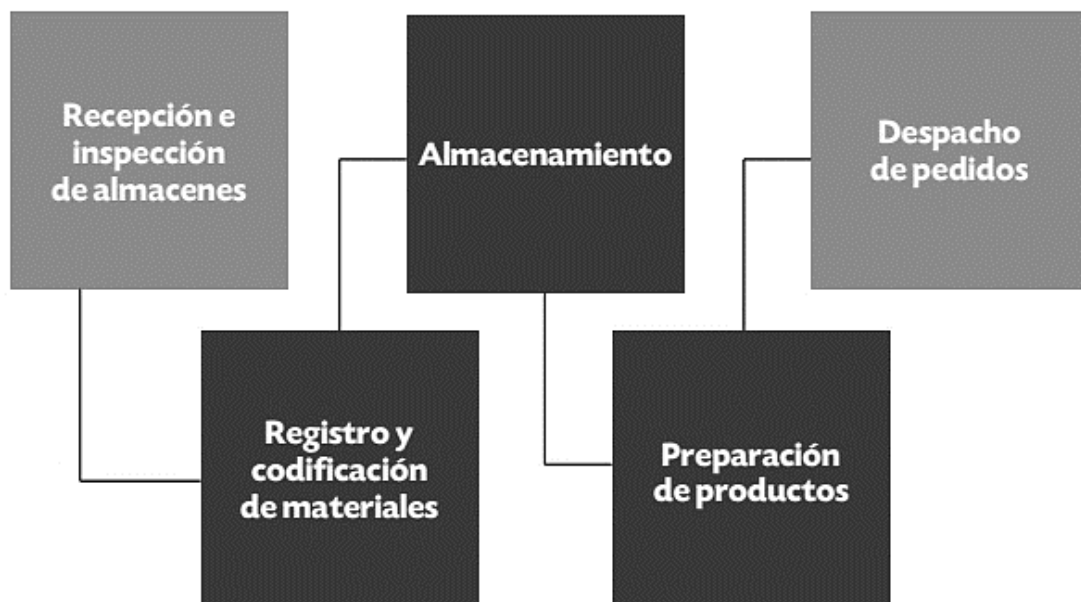 Recepción e
inspección
de almacenes
Registro y
codificación
de materiales
Almacenamiento
Preparación
de productos
Despacho
de pedidos